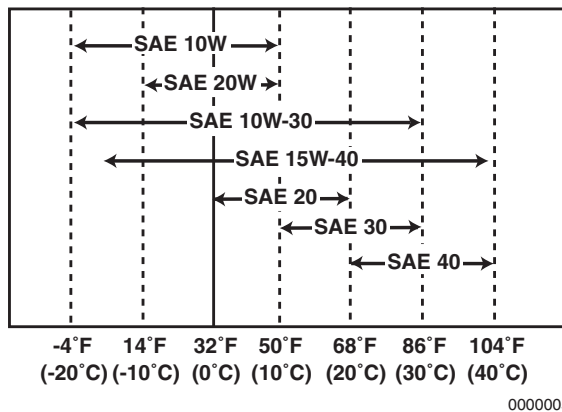 SAE 10W
SAE 20W
SAE 10W-30
SAE 15W-40
SAE 20
SAE 30
SAE 40
-4˚F 14˚F 32˚F 50˚F 68˚F 86˚F 104˚F
(-20˚C) (-10˚C) (0˚C) (10˚C) (20˚C) (30˚C) (40˚C)
000000